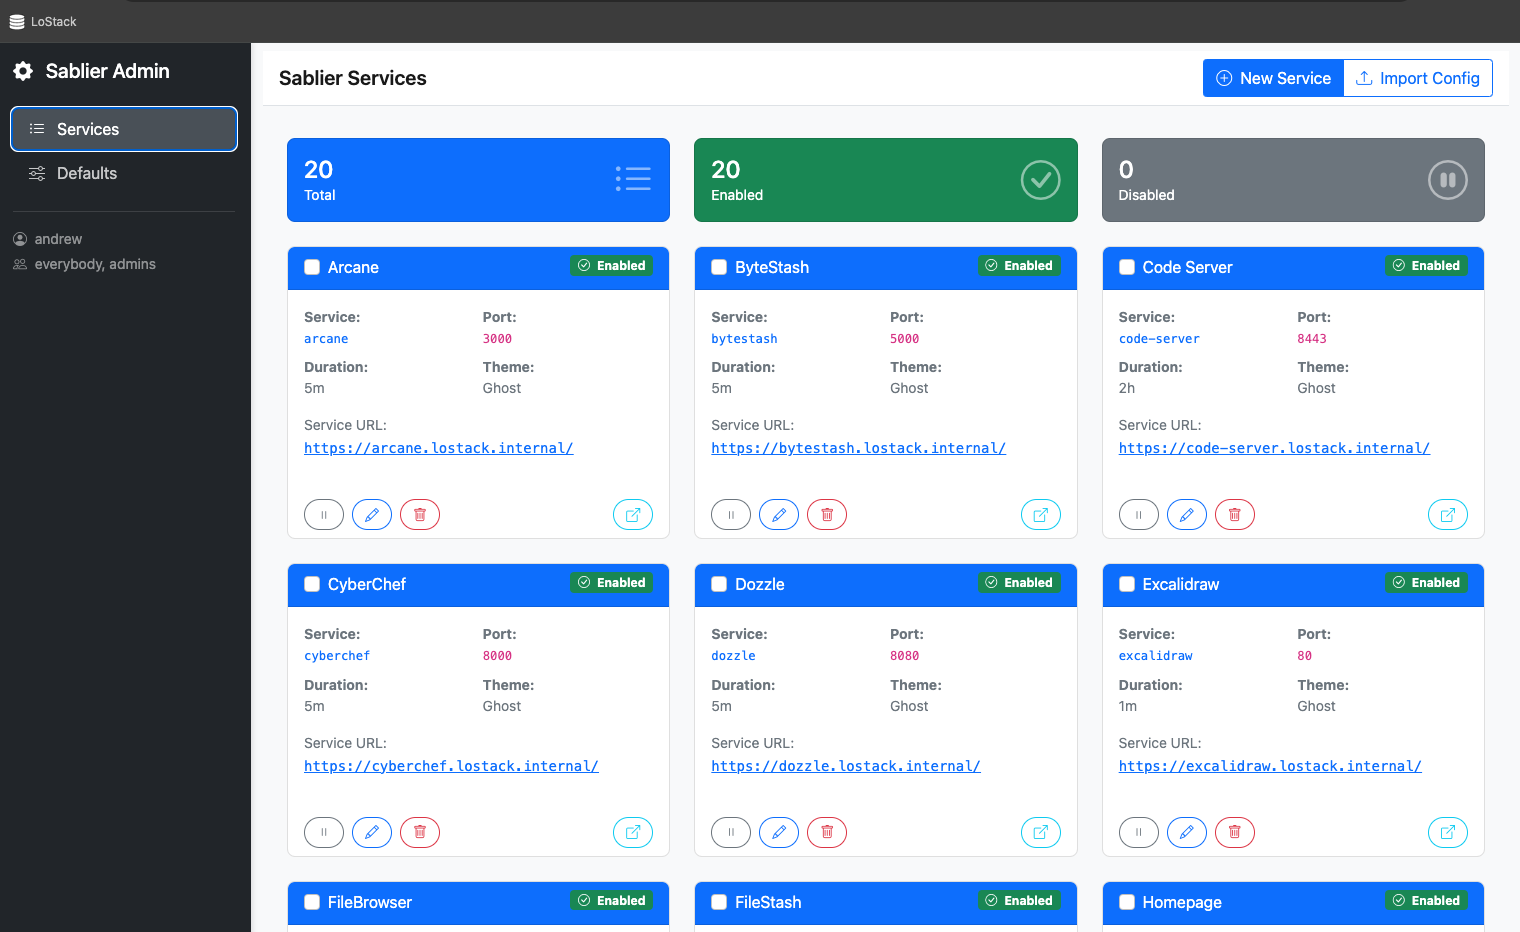 LoStack
Sablier Admin
Services
Defaults
andrew
everybody, admins
Sablier Services
New Service
Import Config
20
Total
20
Enabled
0
Disabled
Arcane
Enabled
Service:
Port:
arcane
3000
Duration:
Theme:
5m
Ghost
Service URL:
https://arcane.lostack.internal/
ByteStash
Enabled
Service:
Port:
bytestash
5000
Duration:
Theme:
5m
Ghost
Service URL:
https://bytestash.lostack.internal/
Code Server
Enabled
Service:
Port:
code-server
8443
Duration:
Theme:
2h
Ghost
Service URL:
https://code-server.lostack.internal/
CyberChef
Enabled
Service:
Port:
cyberchef
8000
Duration:
Theme:
5m
Ghost
Service URL:
https://cyberchef.lostack.internal/
Dozzle
Enabled
Service:
Port:
dozzle
8080
Duration:
Theme:
5m
Ghost
Service URL:
https://dozzle.lostack.internal/
Excalidraw
Enabled
Service:
Port:
excalidraw
80
Duration:
Theme:
1m
Ghost
Service URL:
https://excalidraw.lostack.internal/
FileBrowser
Enabled
FileStash
Enabled
Homepage
Enabled